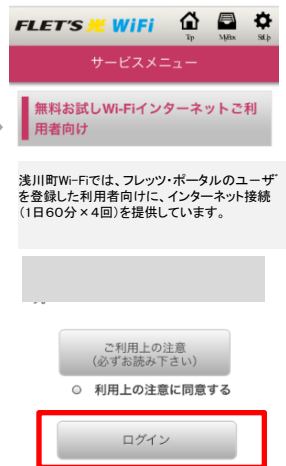 FLET'S 光 WiFi
Top MyBox SetUp
サービスメニュー
無料お試しWi-Fiインターネットご利
用者向け
浅川町Wi-Fiでは、フレッツ・ポータルのユーザ
を登録した利用者向けに、インターネット接続
(1日60分×4回)を提供しています。
ご利用上の注意
(必ずお読み下さい)
利用上の注意に同意する
ログイン